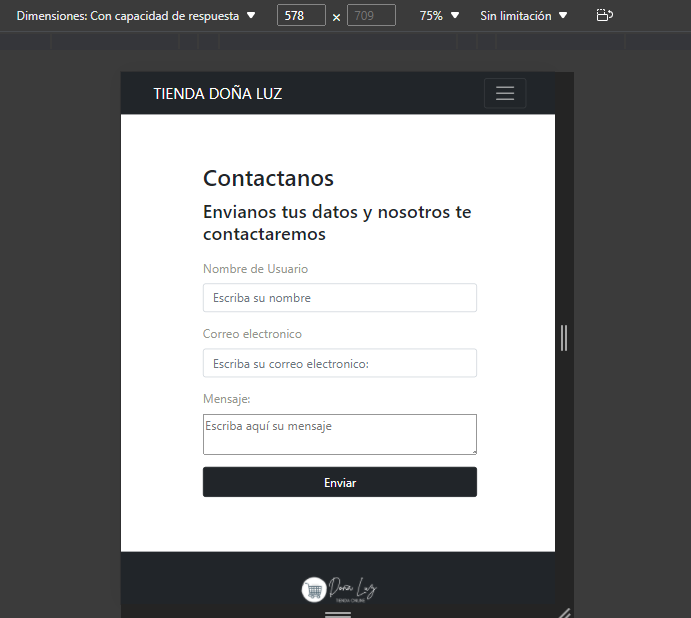 Dimensiones: Con capacidad de respuesta ▼ 578 × 709 75% ▼ Sin limitación ▼
TIENDA DOÑA LUZ
Contactanos
Envianos tus datos y nosotros te
contactaremos
Nombre de Usuario
Escriba su nombre
Correo electronico
Escriba su correo electronico:
Mensaje:
Escriba aquí su mensaje
Enviar
Doña Luz
TIENDA ONLINE